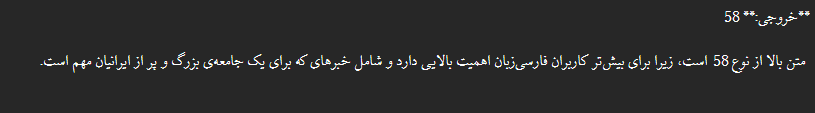 **خروجی:** 58
متن بالا از نوع 58 است، زیرا برای بیش‌تر کاربران فارسی‌زبان اهمیت بالایی دارد و شامل خبرهای که برای یک جامعه‌ی بزرگ و پر از ایرانیان مهم است.